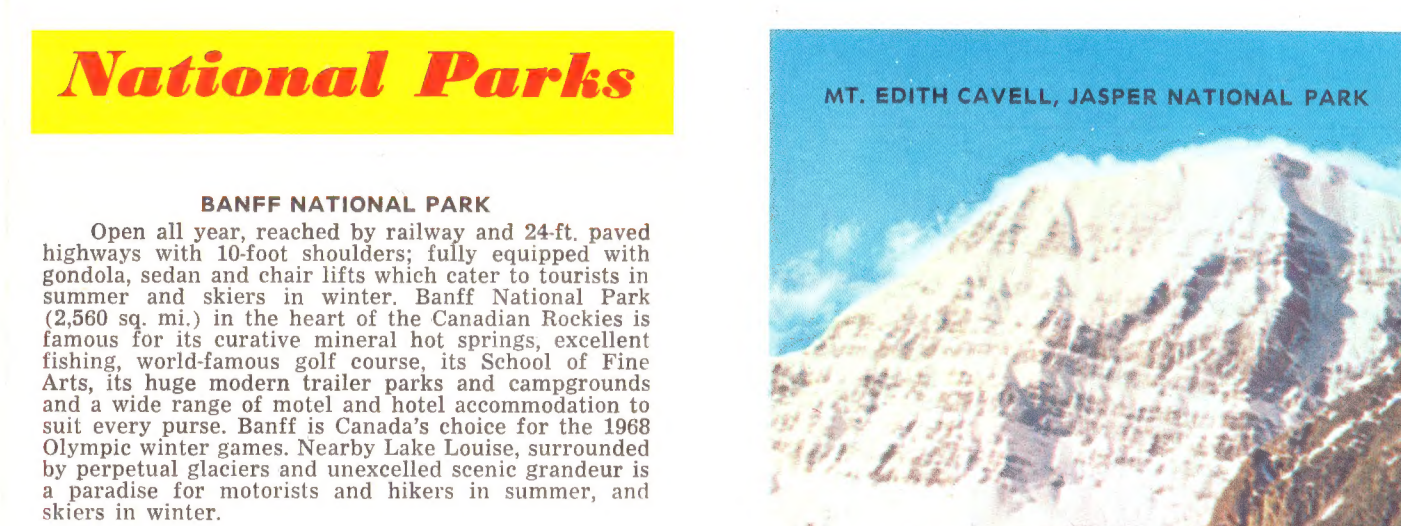 National Parks
BANFF NATIONAL PARK
Open all year, reached by railway and 24-ft. paved
highways with 10-foot shoulders; fully equipped with
gondola, sedan and chair lifts which cater to tourists in
summer and skiers in winter. Banff National Park
(2,560 sq. mi.) in the heart of the Canadian Rockies is
famous for its curative mineral hot springs, excellent
fishing, world-famous golf course, its School of Fine
Arts, its huge modern trailer parks and campgrounds
and a wide range of motel and hotel accommodation to
suit every purse. Banff is Canada's choice for the 1968
Olympic winter games. Nearby Lake Louise, surrounded
by perpetual glaciers and unexcelled scenic grandeur is
a paradise for motorists and hikers in summer, and
skiers in winter.
MT. EDITH CAVELL, JASPER NATIONAL PARK